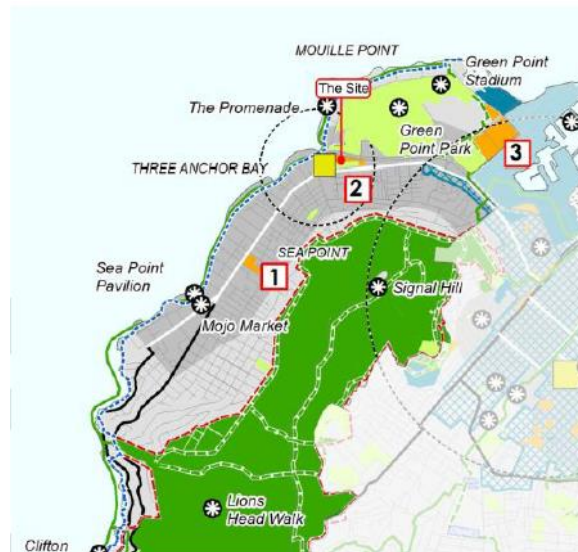 MOUILLE POINT
Green Point
Stadium
The Site
The Promenade
Green
Point Park
3
THREE ANCHOR BAY
2
SEA POINT
1
Sea Point
Pavilion
Signal Hill
Mojo Market
Lions
Head Walk
Clifton